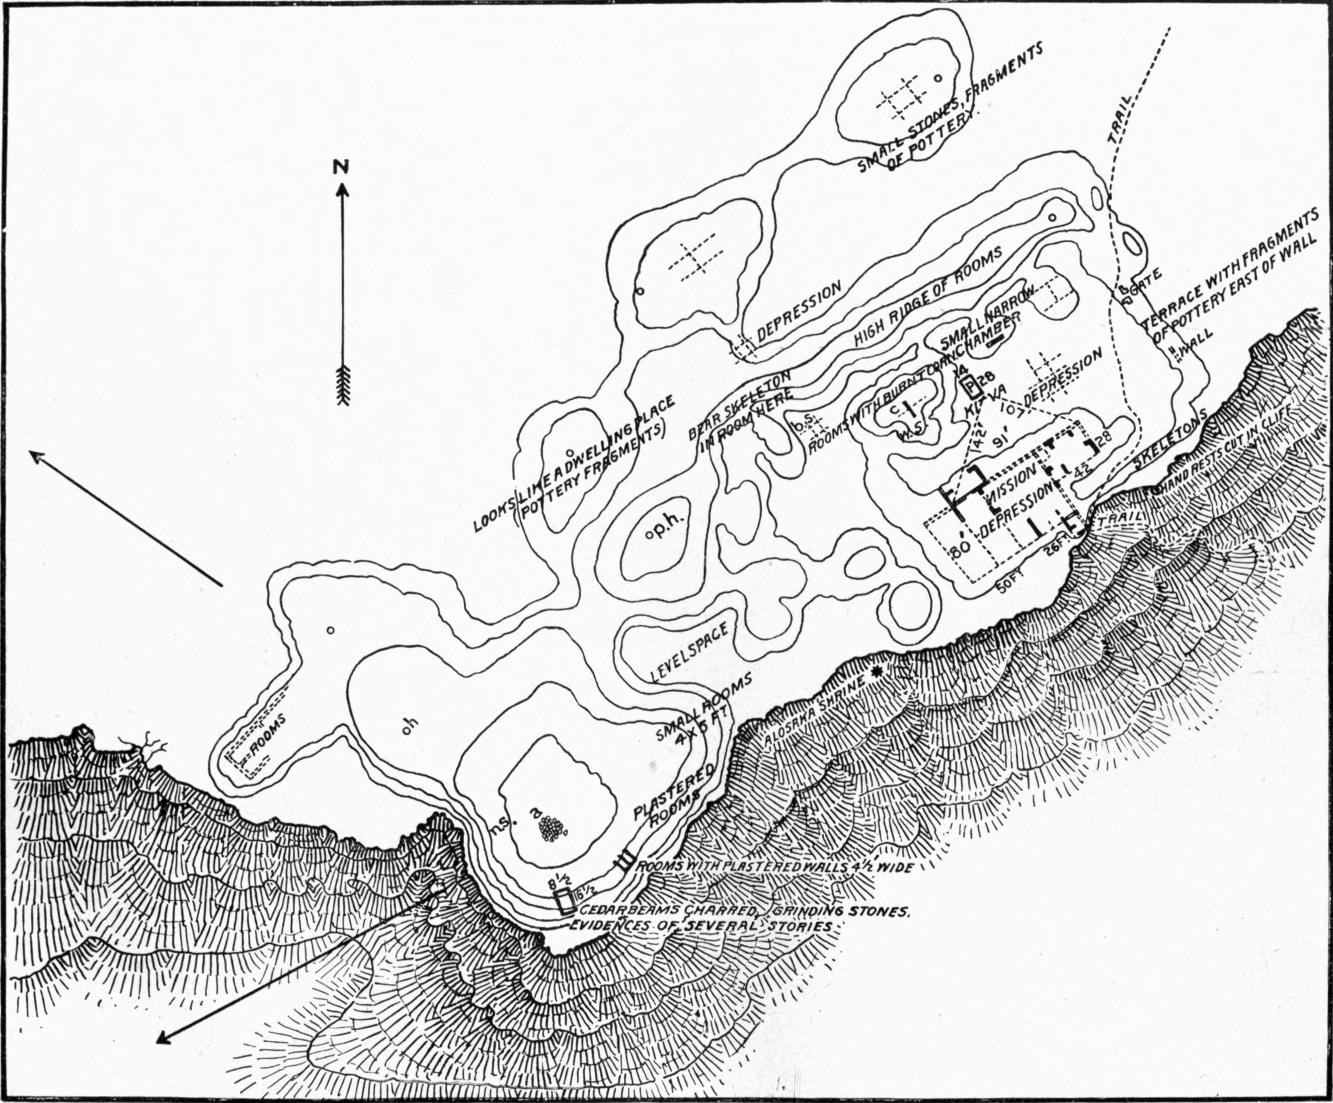 SMALL STONES, FRAGMENTS
OF POTTERY.
TRAIL
N
TERRACE WITH FRAGMENTS
OF POTTERY EAST OF WALL
GATE
WALL
DEPRESSION
HIGH RIDGE OF ROOMS
SMALL NARROW
CHAMBER
BEAR SKELETON
IN ROOM HERE
b.s.
ROOMS WITH BURNT CORN
C
W.S.
14
P
28
KIVA
107
DEPRESSION
42
91'
LOOKS LIKE A DWELLING PLACE
(POTTERY FRAGMENTS)
p.h.
MISSION
DEPRESSION
28
42
80'
26FT
50FT
SKELETONS
HAND RESTS CUT IN CLIFF
TRAIL
LEVEL SPACE
ALOSAKA SHRINE
SMALL ROOMS
4 X 5 FT
ROOMS
o.h
PLASTERED
ROOMS
n.s.
a
ROOMS WITH PLASTERED WALLS 4½ WIDE
8½
16½
CEDAR BEAMS CHARRED, GRINDING STONES,
EVIDENCES OF SEVERAL STORIES